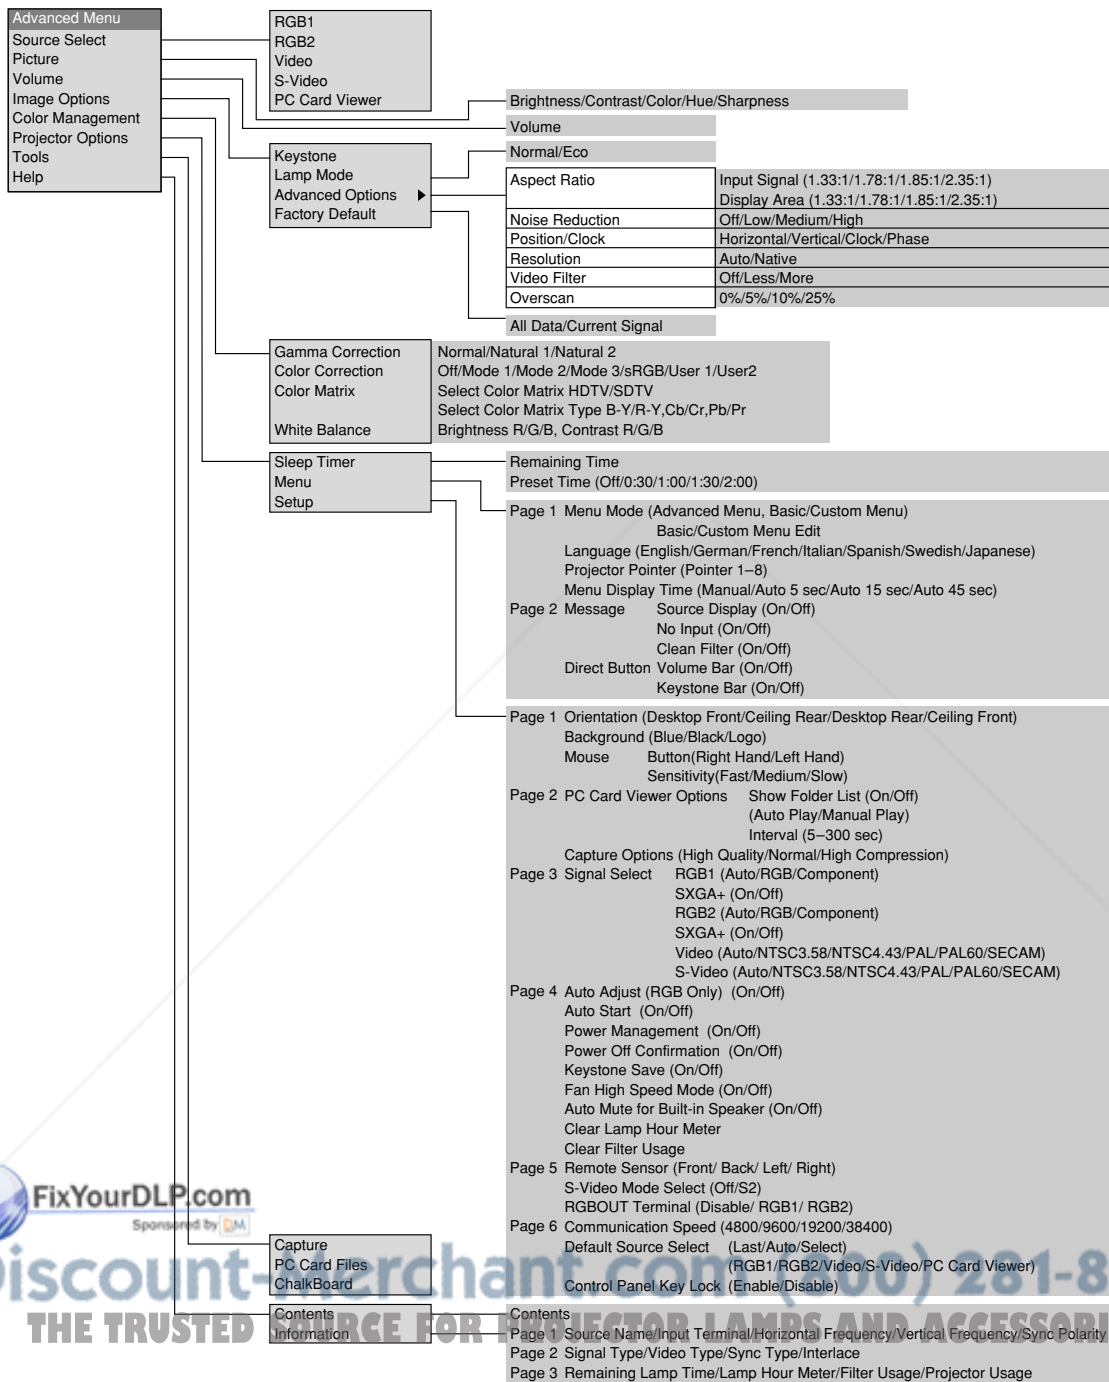 Advanced Menu
Source Select
Picture
Volume
Image Options
Color Management
Projector Options
Tools
Help
RGB1
RGB2
Video
S-Video
PC Card Viewer
Brightness/Contrast/Color/Hue/Sharpness
Volume
Keystone
Lamp Mode
Advanced Options
Factory Default
Normal/Eco
Aspect Ratio Input Signal (1.33:1/1.78:1/1.85:1/2.35:1)
Display Area (1.33:1/1.78:1/1.85:1/2.35:1)
Noise Reduction Off/Low/Medium/High
Position/Clock Horizontal/Vertical/Clock/Phase
Resolution Auto/Native
Video Filter Off/Less/More
Overscan 0%/5%/10%/25%
All Data/Current Signal
Gamma Correction Normal/Natural 1/Natural 2
Color Correction Off/Mode 1/Mode 2/Mode 3/sRGB/User 1/User2
Color Matrix Select Color Matrix HDTV/SDTV
Select Color Matrix Type B-Y/R-Y,Cb/Cr,Pb/Pr
White Balance Brightness R/G/B, Contrast R/G/B
Sleep Timer
Menu
Setup
Remaining Time
Preset Time (Off/0:30/1:00/1:30/2:00)
Page 1 Menu Mode (Advanced Menu, Basic/Custom Menu)
Basic/Custom Menu Edit
Language (English/German/French/Italian/Spanish/Swedish/Japanese)
Projector Pointer (Pointer 1–8)
Menu Display Time (Manual/Auto 5 sec/Auto 15 sec/Auto 45 sec)
Page 2 Message Source Display (On/Off)
No Input (On/Off)
Clean Filter (On/Off)
Direct Button Volume Bar (On/Off)
Keystone Bar (On/Off)
Page 1 Orientation (Desktop Front/Ceiling Rear/Desktop Rear/Ceiling Front)
Background (Blue/Black/Logo)
Mouse Button(Right Hand/Left Hand)
Sensitivity(Fast/Medium/Slow)
Page 2 PC Card Viewer Options Show Folder List (On/Off)
(Auto Play/Manual Play)
Interval (5–300 sec)
Capture Options (High Quality/Normal/High Compression)
Page 3 Signal Select RGB1 (Auto/RGB/Component)
SXGA+ (On/Off)
RGB2 (Auto/RGB/Component)
SXGA+ (On/Off)
Video (Auto/NTSC3.58/NTSC4.43/PAL/PAL60/SECAM)
S-Video (Auto/NTSC3.58/NTSC4.43/PAL/PAL60/SECAM)
Page 4 Auto Adjust (RGB Only) (On/Off)
Auto Start (On/Off)
Power Management (On/Off)
Power Off Confirmation (On/Off)
Keystone Save (On/Off)
Fan High Speed Mode (On/Off)
Auto Mute for Built-in Speaker (On/Off)
Clear Lamp Hour Meter
Clear Filter Usage
Page 5 Remote Sensor (Front/ Back/ Left/ Right)
S-Video Mode Select (Off/S2)
RGBOUT Terminal (Disable/ RGB1/ RGB2)
Page 6 Communication Speed (4800/9600/19200/38400)
Default Source Select (Last/Auto/Select)
(RGB1/RGB2/Video/S-Video/PC Card Viewer)
Control Panel Key Lock (Enable/Disable)
FixYourDLP.com
Sponsored by DM
Capture
PC Card Files
ChalkBoard
Discount-Merchant.com (800) 281-8
THE TRUSTED SOURCE FOR PROJECTOR LAMPS AND ACCESSORI
Contents
Information
Contents
Page 1 Source Name/Input Terminal/Horizontal Frequency/Vertical Frequency/Sync Polarity
Page 2 Signal Type/Video Type/Sync Type/Interlace
Page 3 Remaining Lamp Time/Lamp Hour Meter/Filter Usage/Projector Usage